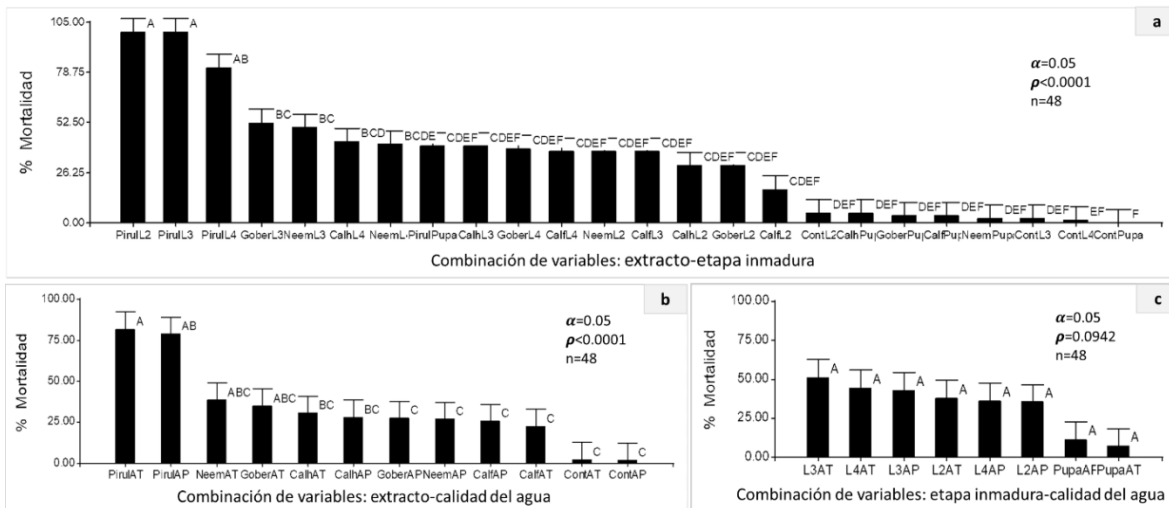 a
105.00
78.75
52.50
26.25
0.00
% Mortalidad
A
A
AB
BC
BC
BCD
BCDE
CDEF
CDEF
CDEF
CDEF
CDEF
CDEF
CDEF
CDEF
DEF
DEF
DEF
DEF
DEF
DEF
EF
F
α=0.05
ρ<0.0001
n=48
PirulL2 PirulL3 PirulL4 GoberL3 NeemL3 CalhL4 NeemL4 PirulPupa CalhL3 GoberL4 CalfL4 NeemL2 CalfL3 CalhL2 GoberL2 CalfL2 ContL2 CalhPup GoberPup CalfPup NeemPupa ContL3 ContL4 ContPupa
Combinación de variables: extracto-etapa inmadura
b
100.00
75.00
50.00
25.00
0.00
% Mortalidad
A
AB
ABC
ABC
BC
BC
C
C
C
C
C
C
α=0.05
ρ<0.0001
n=48
PirulAT PirulAP NeemAT GoberAT CalhAT CalhAP GoberAP NeemAP CalfAP CalfAT ContAT ContAP
Combinación de variables: extracto-calidad del agua
c
100.00
75.00
50.00
25.00
0.00
% Mortalidad
A
A
A
A
A
A
A
A
α=0.05
ρ=0.0942
n=48
L3AT L4AT L3AP L2AT L4AP L2AP PupaAP PupaAT
Combinación de variables: etapa inmadura-calidad del agua